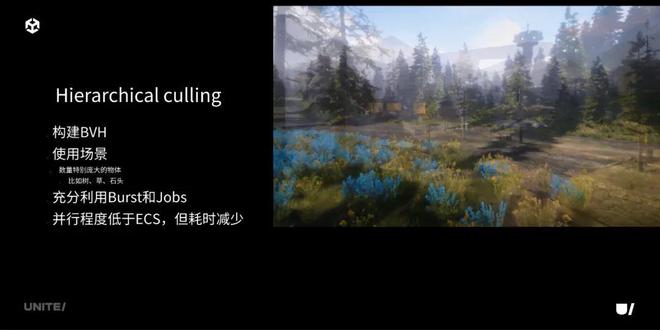 Hierarchical culling
构建BVH
使用场景
数量特别庞大的物体
比如树、草、石头
充分利用Burst和Jobs
并行程度低于ECS，但耗时减少
UNITE/
U/